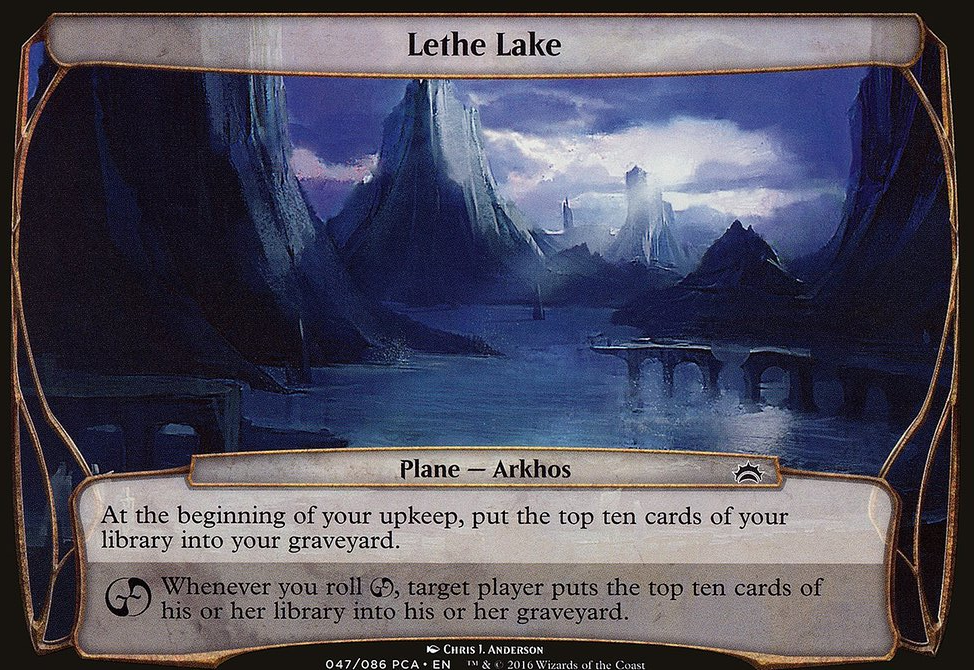 Lethe Lake
Plane — Arkhos
At the beginning of your upkeep, put the top ten cards of your
library into your graveyard.
Whenever you roll , target player puts the top ten cards of
his or her library into his or her graveyard.
Chris J. Anderson
047/086 PCA • EN ™ & © 2016 Wizards of the Coast